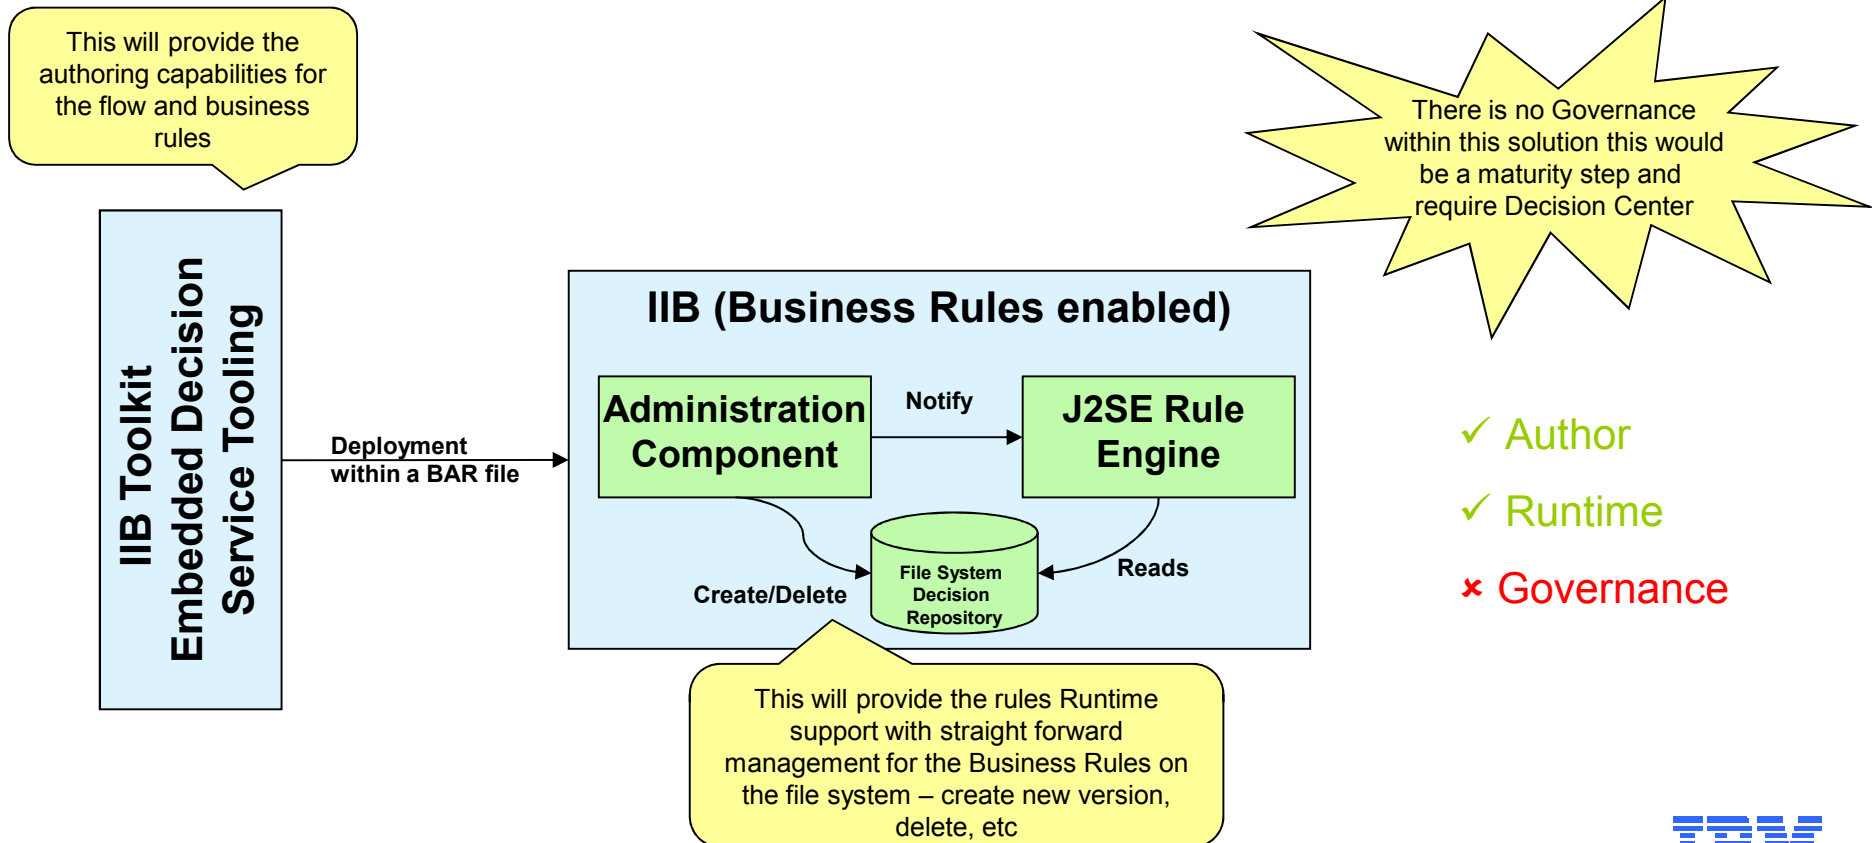 This will provide the
authoring capabilities for
the flow and business
rules
There is no Governance
within this solution this would
be a maturity step and
require Decision Center
IIB Toolkit
Embedded Decision
Service Tooling
Deployment
within a BAR file
IIB (Business Rules enabled)
Administration
Component
Notify
J2SE Rule
Engine
Create/Delete
File System
Decision
Repository
Reads
✓ Author
✓ Runtime
✗ Governance
This will provide the rules Runtime
support with straight forward
management for the Business Rules on
the file system – create new version,
delete, etc